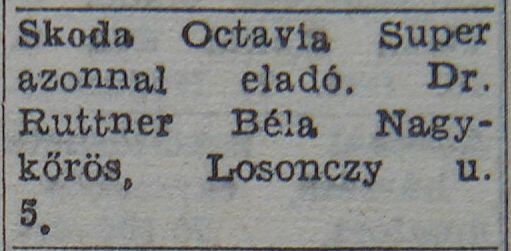 Skoda Octavia Super
azonnal eladó. Dr.
Ruttner Béla Nagy-
kőrös, Losonczy u.
5.